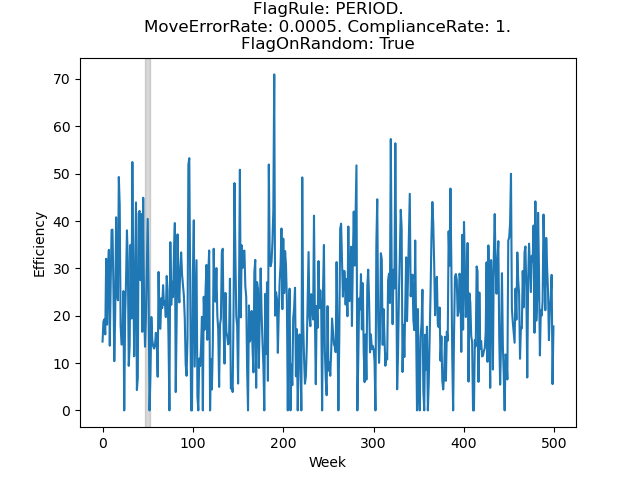 FlagRule: PERIOD.
MoveErrorRate: 0.0005. ComplianceRate: 1.
FlagOnRandom: True
70
60
50
40
30
20
10
0
Efficiency
0 100 200 300 400 500
Week